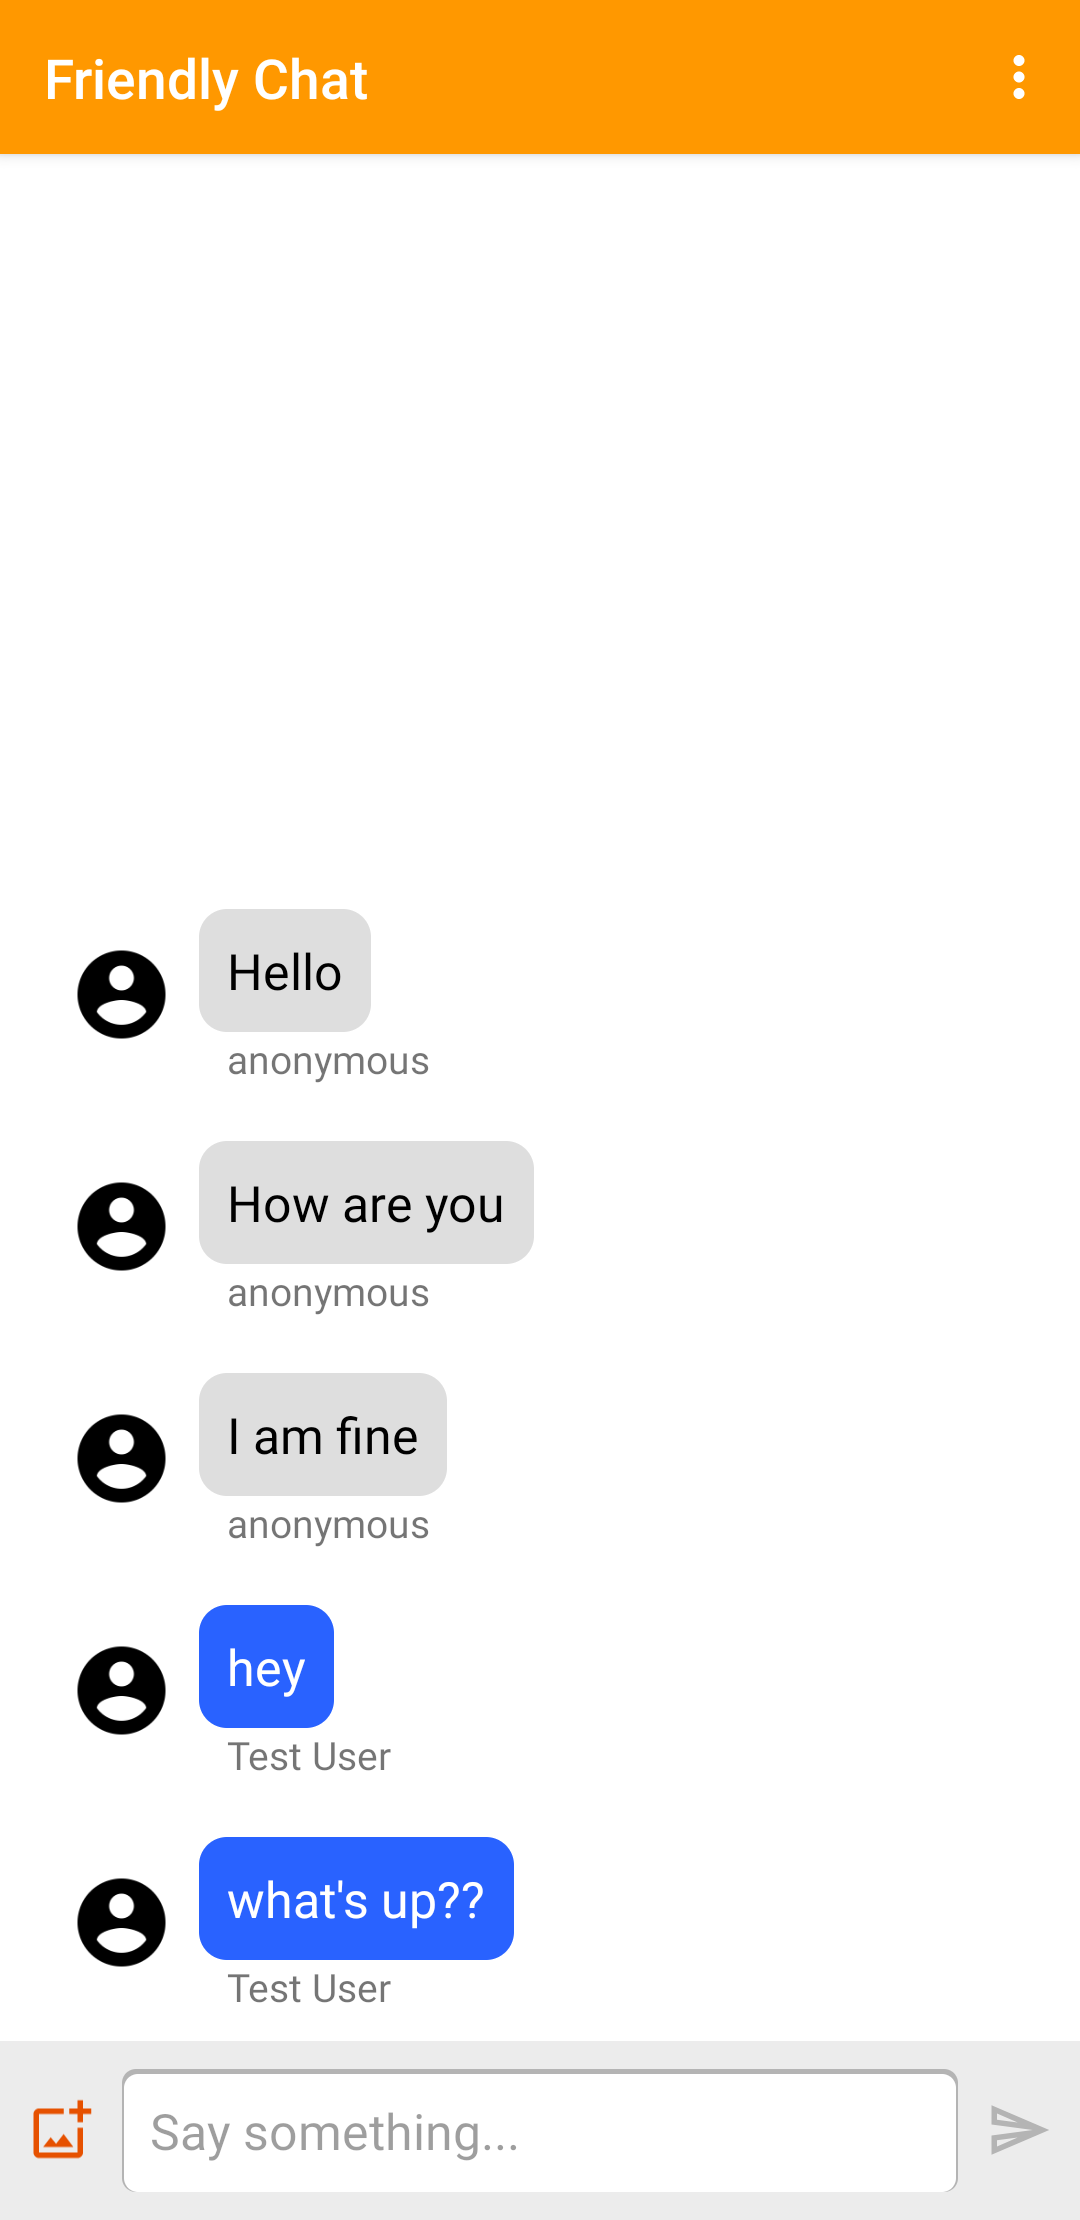 Friendly Chat
Hello
anonymous
How are you
anonymous
I am fine
anonymous
hey
Test User
what's up??
Test User
Say something...